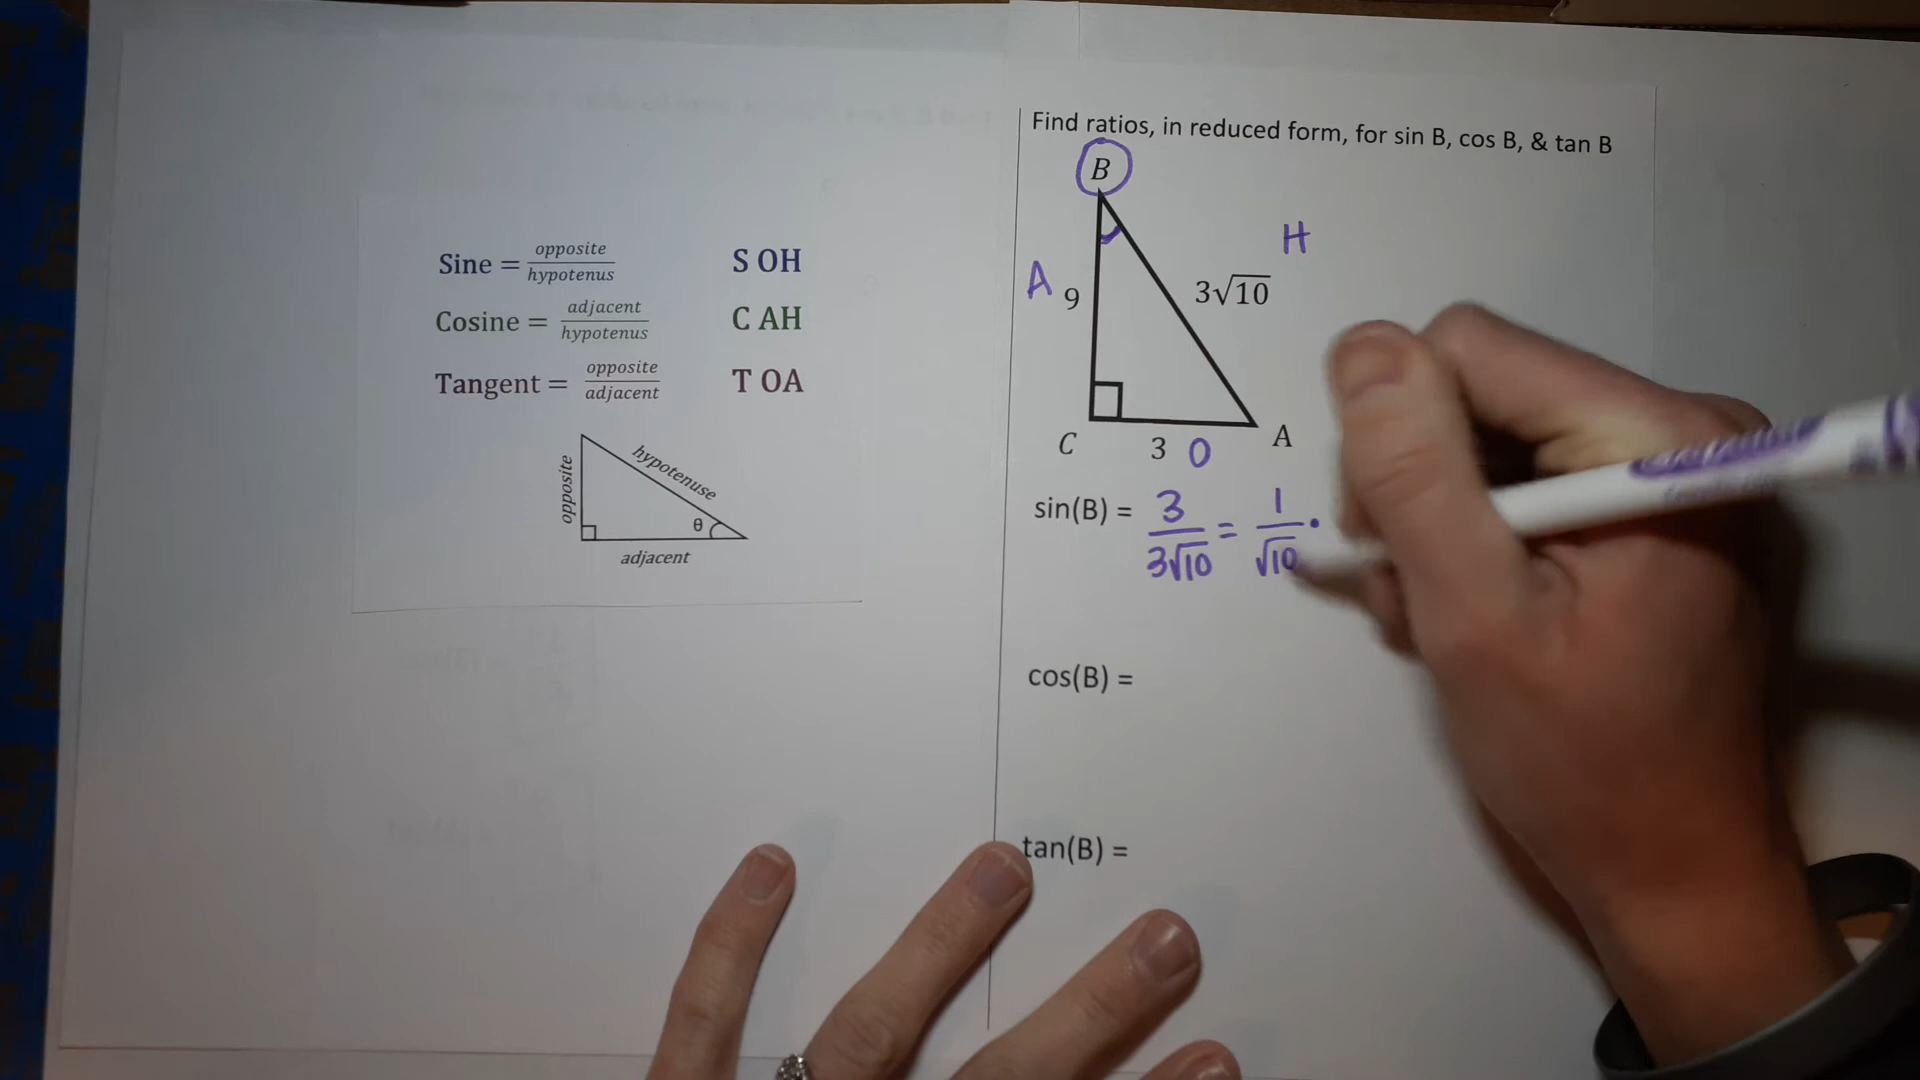 Sine = opposite/hypotenus S OH
Cosine = adjacent/hypotenus C AH
Tangent = opposite/adjacent T OA
opposite
hypotenuse
θ
adjacent
Find ratios, in reduced form, for sin B, cos B, & tan B
B
H
A 9
3√10
C
3 O
A
sin(B) = 3/3√10 = 1/√10 ·
cos(B) =
tan(B) =